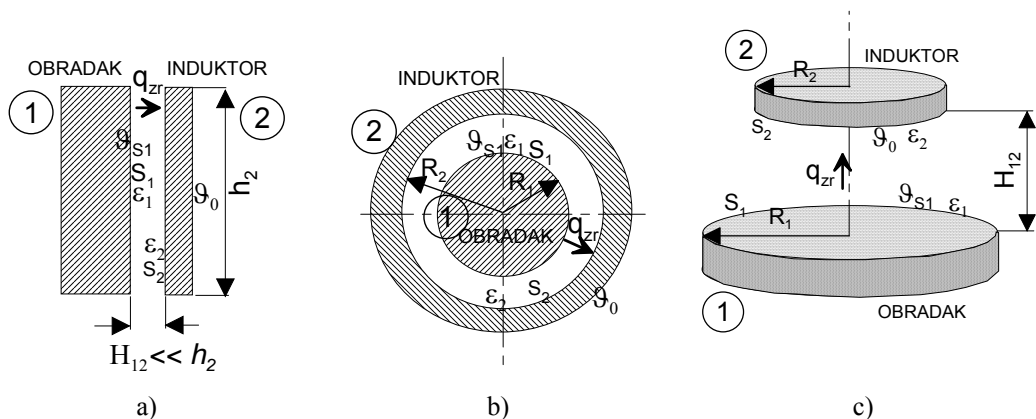 OBRADAK
INDUKTOR
q_zr
1
2
ϑ_S1
S_1
ε_1
h_2
ϑ_0
ε_2
S_2
H_12 << h_2
a)
INDUKTOR
2
ϑ_S1 ε_1 S_1
R_2
R_1
1
OBRADAK
q_zr
ε_2
S_2
ϑ_0
b)
2
INDUKTOR
R_2
S_2
ϑ_0 ε_2
q_zr
H_12
S_1
R_1
ϑ_S1 ε_1
1
OBRADAK
c)